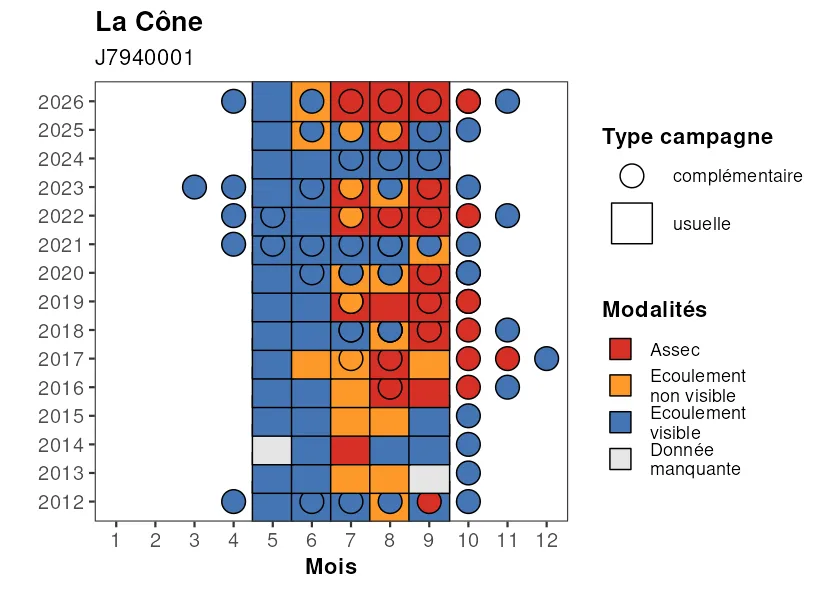 La Cône
J7940001
2026
2025
2024
2023
2022
2021
2020
2019
2018
2017
2016
2015
2014
2013
2012
1 2 3 4 5 6 7 8 9 10 11 12
Mois
Type campagne
complémentaire
usuelle
Modalités
Assec
Ecoulement
non visible
Ecoulement
visible
Donnée
manquante